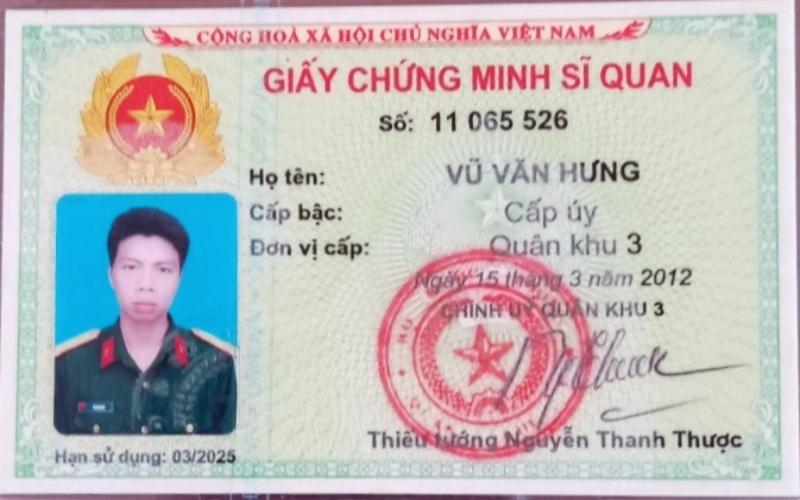 CỘNG HOÀ XÃ HỘI CHỦ NGHĨA VIỆT NAM
GIẤY CHỨNG MINH SĨ QUAN
Số: 11 065 526
Họ tên: VŨ VĂN HƯNG
Cấp bậc: Cấp úy
Đơn vị cấp: Quân khu 3
Ngày 15 tháng 3 năm 2012
CHÍNH UỶ QUÂN KHU 3
Thiếu tướng Nguyễn Thanh Thược
Hạn sử dụng: 03/2025